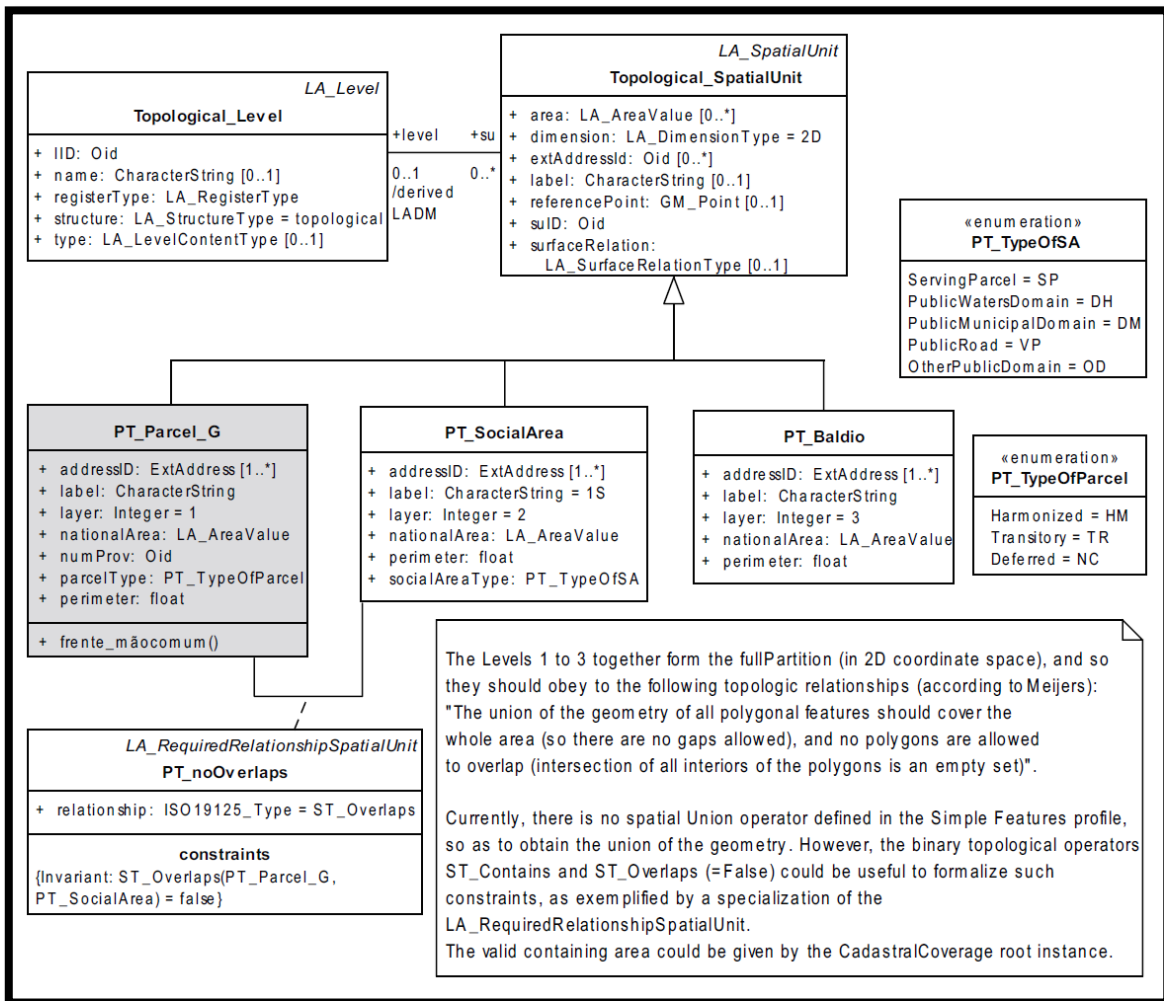 LA_Level
Topological_Level
+ lID: Oid
+ name: CharacterString [0..1]
+ registerType: LA_RegisterType
+ structure: LA_StructureType = topological
+ type: LA_LevelContentType [0..1]
+level +su
0..1 0..*
/derived
LADM
LA_SpatialUnit
Topological_SpatialUnit
+ area: LA_AreaValue [0..*]
+ dimension: LA_DimensionType = 2D
+ extAddressId: Oid [0..*]
+ label: CharacterString [0..1]
+ referencePoint: GM_Point [0..1]
+ suID: Oid
+ surfaceRelation:
LA_SurfaceRelationType [0..1]
«enumeration»
PT_TypeOfSA
ServingParcel = SP
PublicWatersDomain = DH
PublicMunicipalDomain = DM
PublicRoad = VP
OtherPublicDomain = OD
PT_Parcel_G
+ addressID: ExtAddress [1..*]
+ label: CharacterString
+ layer: Integer = 1
+ nationalArea: LA_AreaValue
+ numProv: Oid
+ parcelType: PT_TypeOfParcel
+ perimeter: float
+ frente_mãocomum()
PT_SocialArea
+ addressID: ExtAddress [1..*]
+ label: CharacterString = 1S
+ layer: Integer = 2
+ nationalArea: LA_AreaValue
+ perimeter: float
+ socialAreaType: PT_TypeOfSA
PT_Baldio
+ addressID: ExtAddress [1..*]
+ label: CharacterString
+ layer: Integer = 3
+ nationalArea: LA_AreaValue
+ perimeter: float
«enumeration»
PT_TypeOfParcel
Harmonized = HM
Transitory = TR
Deferred = NC
LA_RequiredRelationshipSpatialUnit
PT_noOverlaps
+ relationship: ISO19125_Type = ST_Overlaps
constraints
{Invariant: ST_Overlaps(PT_Parcel_G,
PT_SocialArea) = false}
The Levels 1 to 3 together form the fullPartition (in 2D coordinate space), and so
they should obey to the following topologic relationships (according to Meijers):
"The union of the geometry of all polygonal features should cover the
whole area (so there are no gaps allowed), and no polygons are allowed
to overlap (intersection of all interiors of the polygons is an empty set)".
Currently, there is no spatial Union operator defined in the Simple Features profile,
so as to obtain the union of the geometry. However, the binary topological operators
ST_Contains and ST_Overlaps (=False) could be useful to formalize such
constraints, as exemplified by a specialization of the
LA_RequiredRelationshipSpatialUnit.
The valid containing area could be given by the CadastralCoverage root instance.